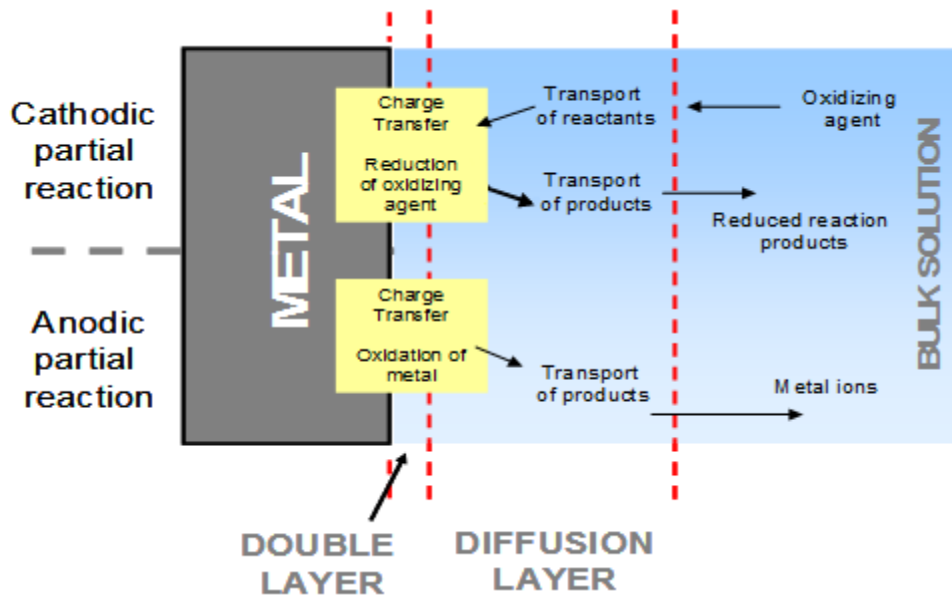 Cathodic
partial
reaction
Anodic
partial
reaction
METAL
Charge
Transfer
Reduction
of oxidizing
agent
Charge
Transfer
Oxidation of
metal
Transport
of reactants
Oxidizing
agent
Transport
of products
Reduced reaction
products
Transport
of products
Metal ions
BULK SOLUTION
DOUBLE
LAYER
DIFFUSION
LAYER